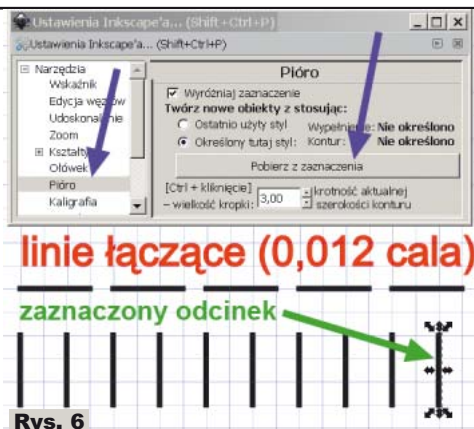 Ustawienia Inkscape'a... (Shift+Ctrl+P)
Ustawienia Inkscape'a... (Shift+Ctrl+P)
Narzędzia
Wskaźnik
Edycja węzłów
Udoskonalenie
Zoom
Kształty
Ołówek
Pióro
Kaligrafia
Pióro
Wyróżniaj zaznaczenie
Twórz nowe obiekty z stosując:
Ostatnio użyty styl
Określony tutaj styl:
Wypełnienie: Nie określono
Kontur: Nie określono
Pobierz z zaznaczenia
[Ctrl + kliknięcie]
– wielkość kropki: 3,00
krotność aktualnej
szerokości konturu
linie łączące (0,012 cala)
zaznaczony odcinek
Rys. 6